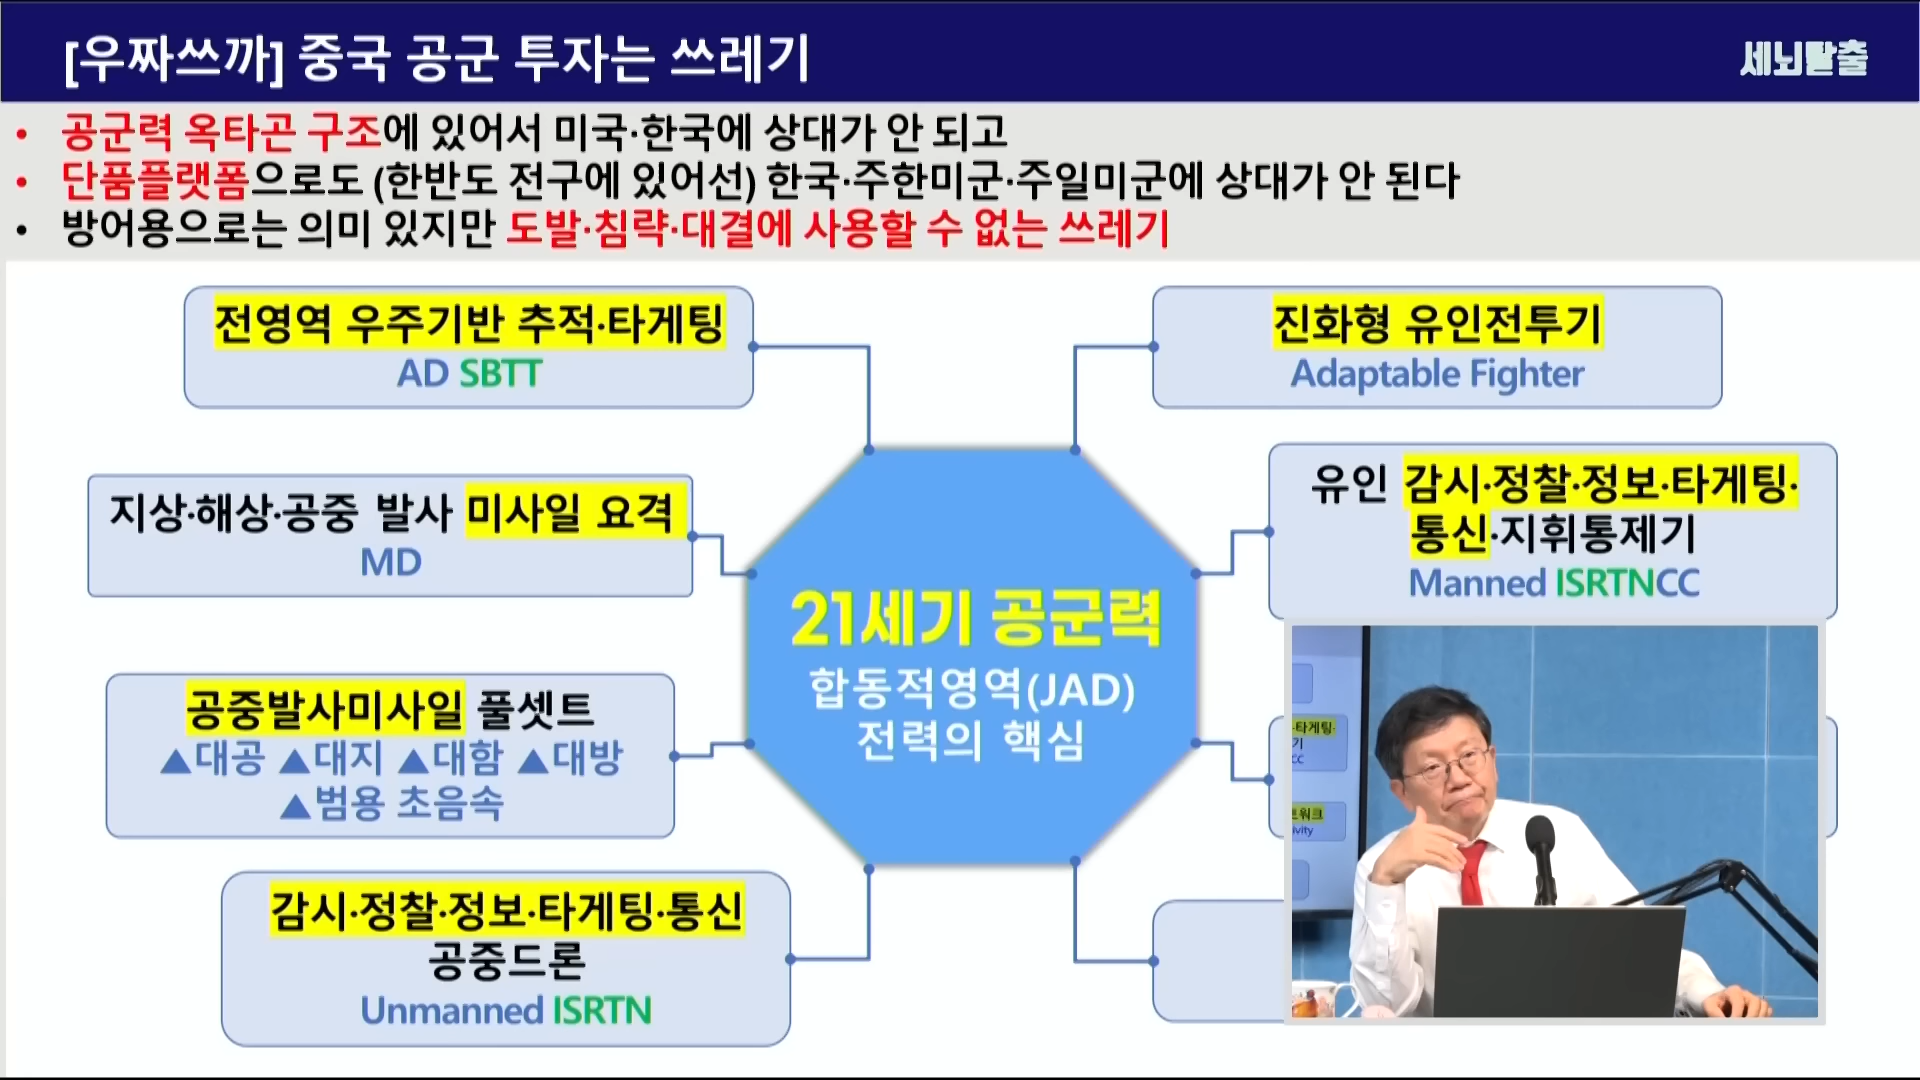 [우짜쓰까] 중국 공군 투자는 쓰레기
세뇌탈출
• 공군력 옥타곤 구조에 있어서 미국·한국에 상대가 안 되고
• 단품플랫폼으로도 (한반도 전구에 있어선) 한국·주한미군·주일미군에 상대가 안 된다
• 방어용으로는 의미 있지만 도발·침략·대결에 사용할 수 없는 쓰레기
전영역 우주기반 추적·타게팅
AD SBTT
진화형 유인전투기
Adaptable Fighter
지상·해상·공중 발사 미사일 요격
MD
유인 감시·정찰·정보·타게팅·
통신·지휘통제기
Manned ISRTNCC
21세기 공군력
합동적영역(JAD)
전력의 핵심
공중발사미사일 풀셋트
▲대공 ▲대지 ▲대함 ▲대방
▲범용 초음속
감시·정찰·정보·타게팅·통신
공중드론
Unmanned ISRTN
타게팅·
기
CC
워크
ivity